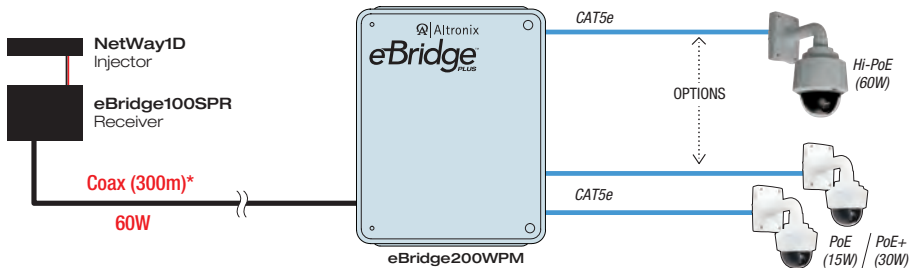 NetWay1D
Injector
eBridge100SPR
Receiver
Coax (300m)*
60W
Altronix
eBridge™
PLUS
eBridge200WPM
CAT5e
OPTIONS
CAT5e
Hi-PoE
(60W)
PoE
(15W)
/
PoE+
(30W)